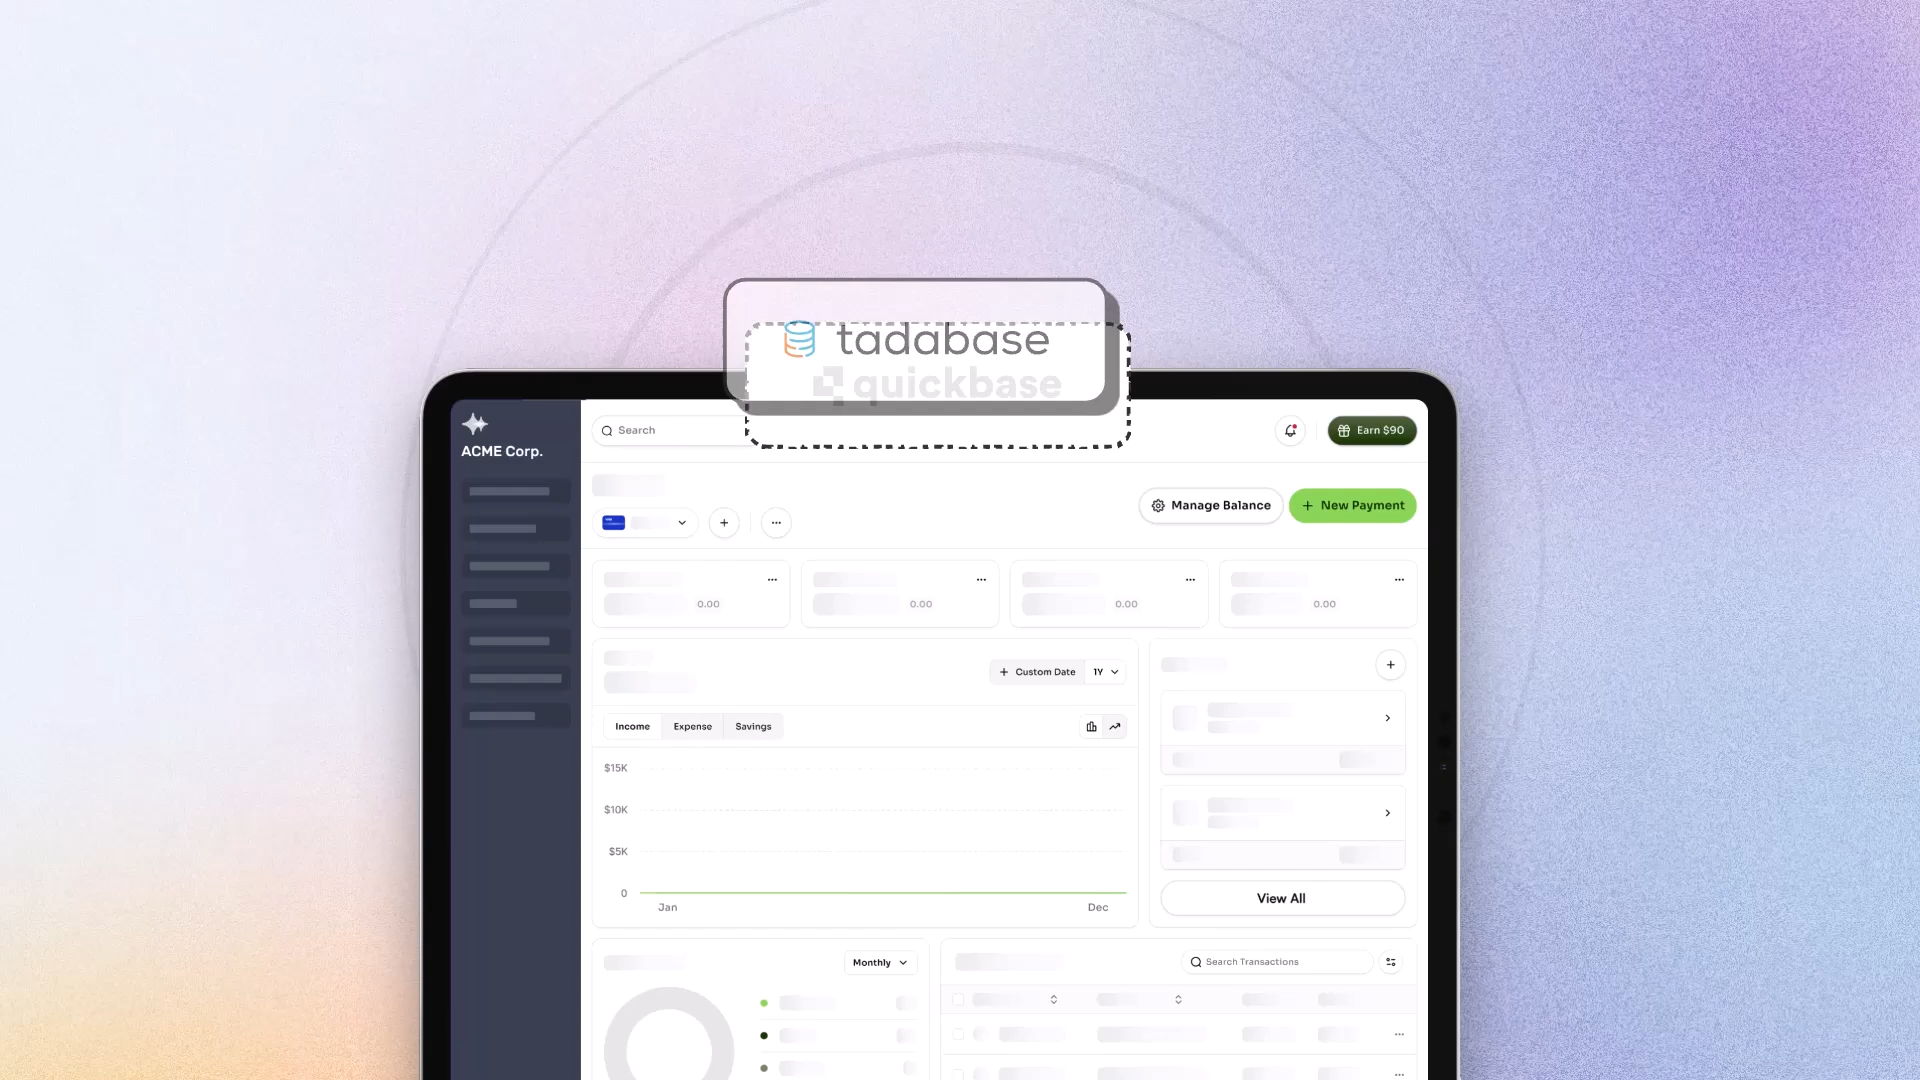 tadabase
quickbase
ACME Corp.
Search
Earn $90
Manage Balance
+ New Payment
0.00
0.00
0.00
0.00
+ Custom Date
1Y
Income
Expense
Savings
$15K
$10K
$5K
0
Jan
Dec
View All
Monthly
Search Transactions